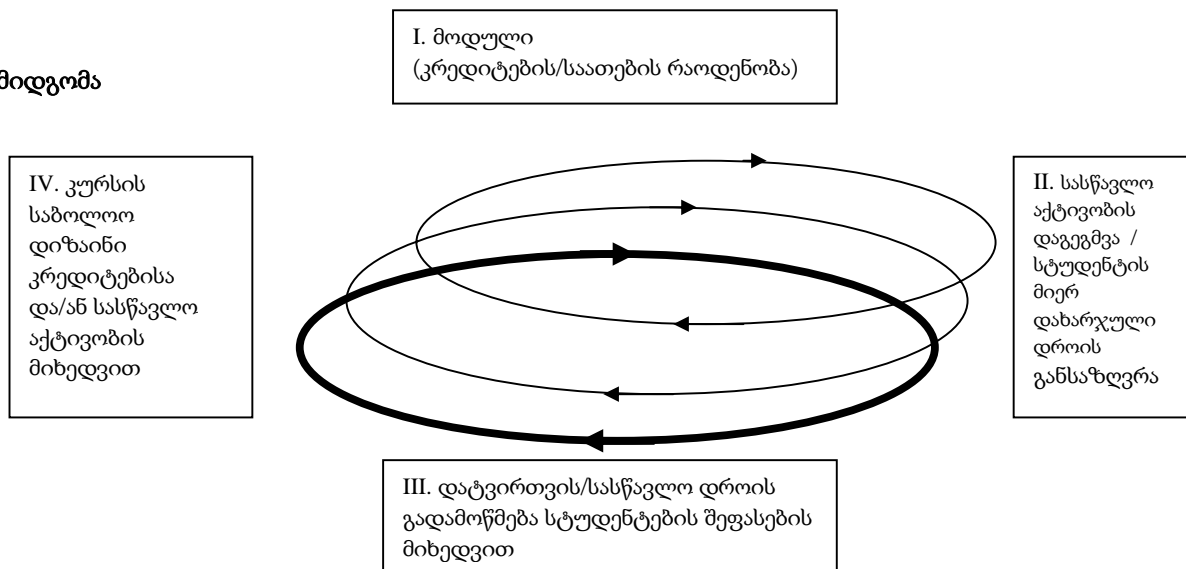 I. მოდული
(კრედიტების/საათების რაოდენობა)
მიდგომა
IV. კურსის
საბოლოო
დიზაინი
კრედიტებისა
და/ან სასწავლო
აქტივობის
მიხედვით
II. სასწავლო
აქტივობის
დაგეგმვა /
სტუდენტის
მიერ
დახარჯული
დროის
განსაზღვრა
III. დატვირთვის/სასწავლო დროის
გადამოწმება სტუდენტების შეფასების
მიხედვით